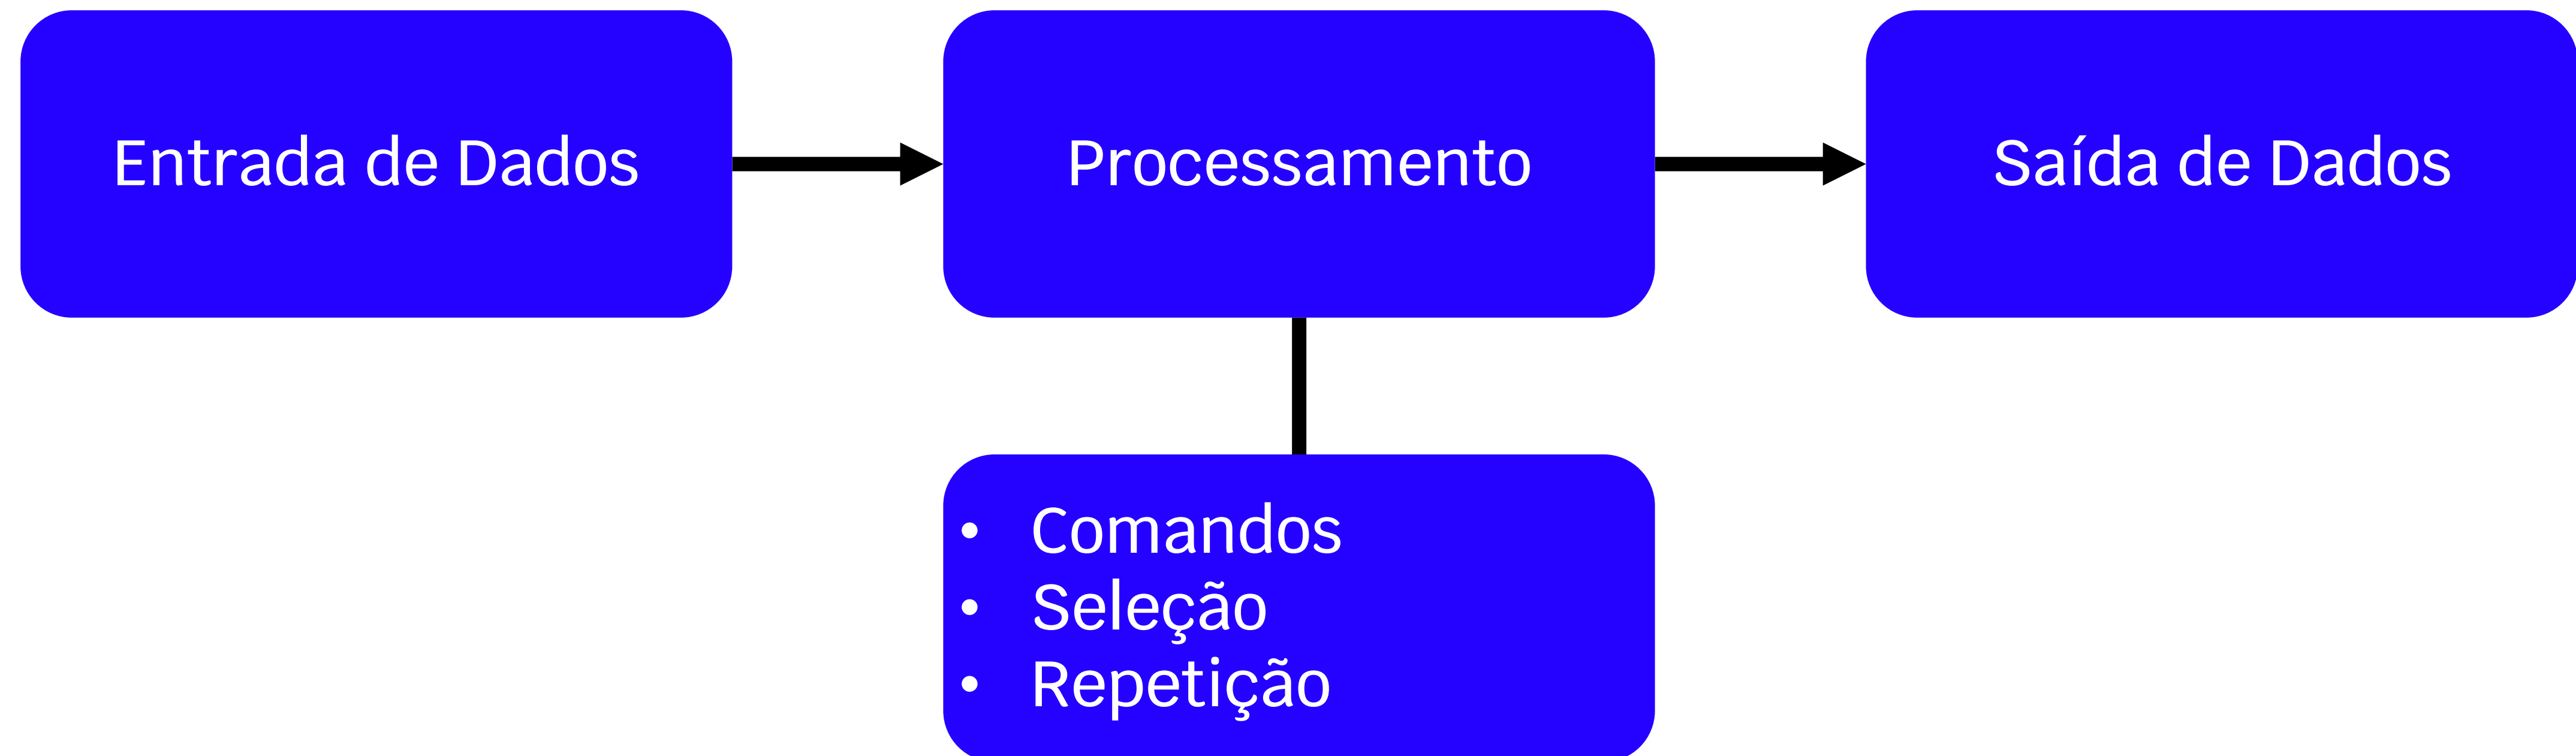 Entrada de Dados
Processamento
Saída de Dados
• Comandos
• Seleção
• Repetição